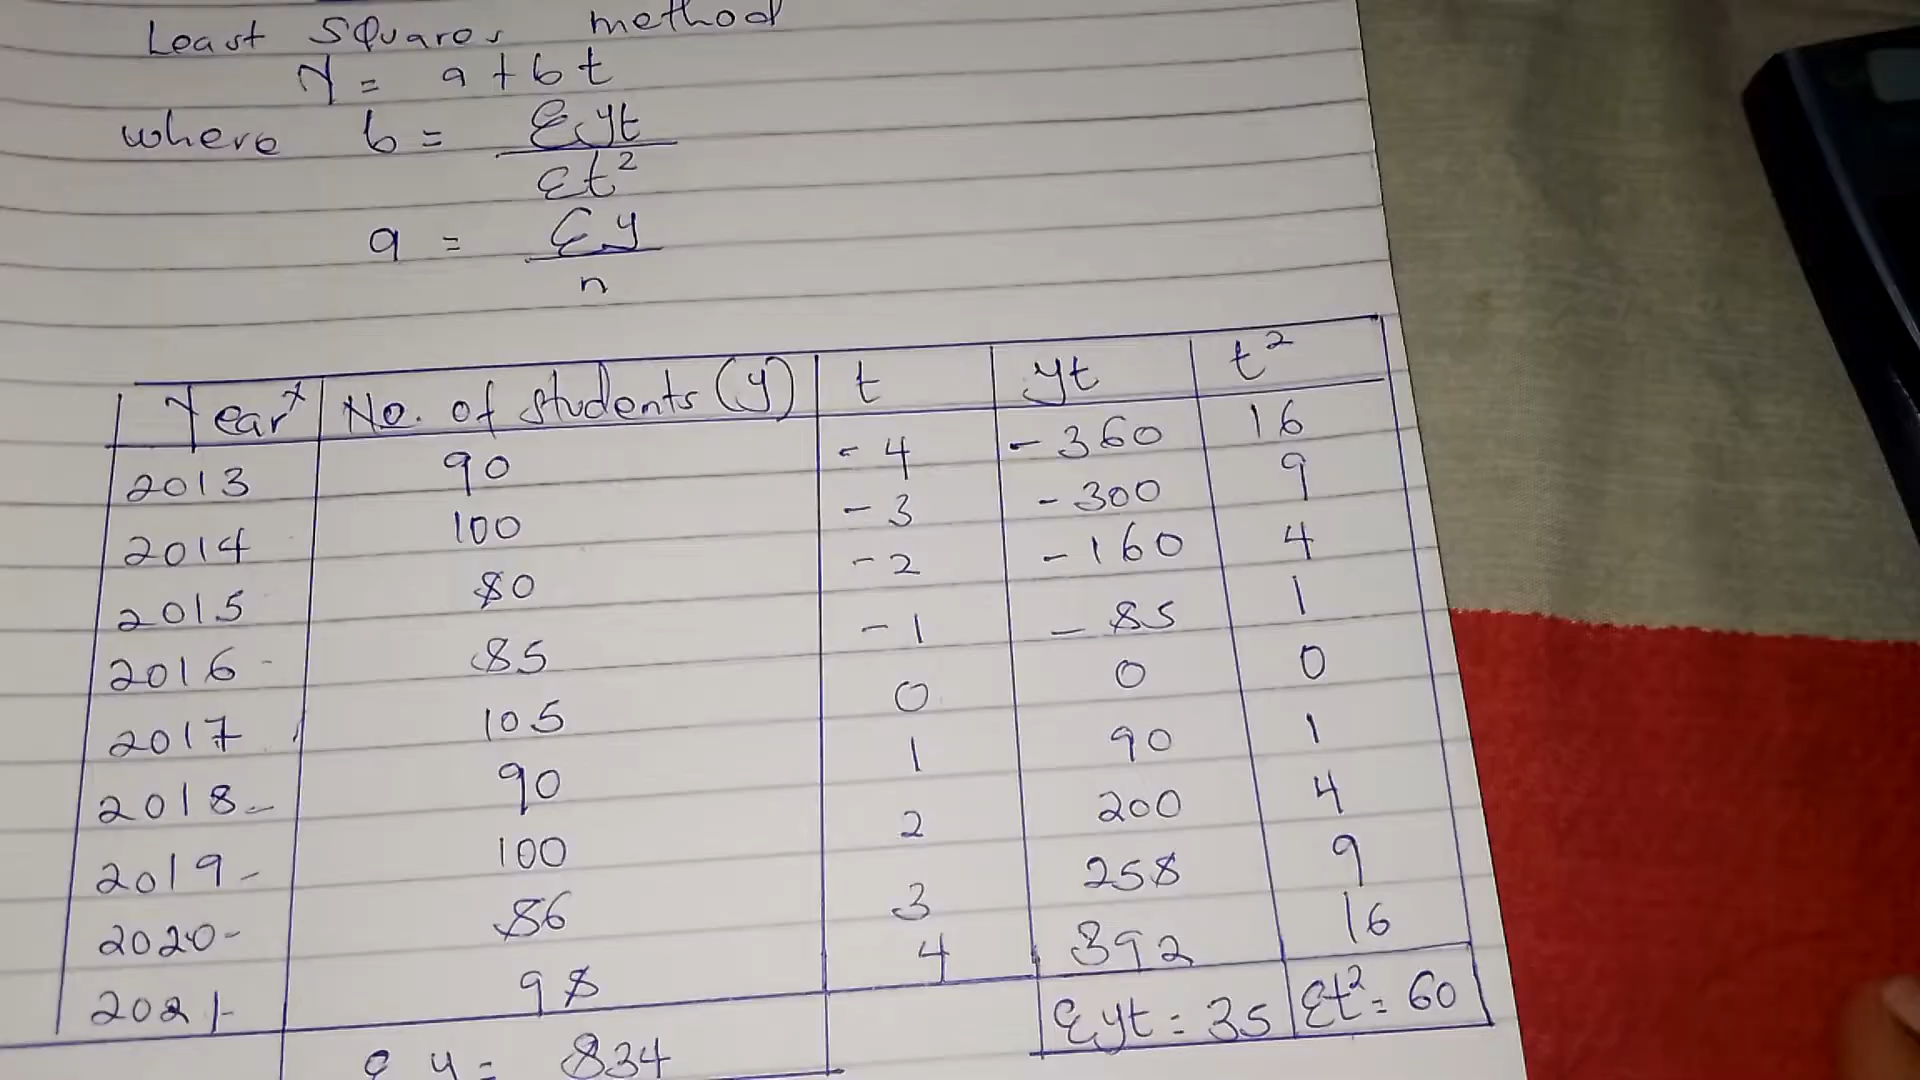 Least Squares method
Y = a + bt
where b = Σyt
Σt²
a = Σy
n
Year x No. of students (y) t yt t²
2013 90 -4 -360 16
2014 100 -3 -300 9
2015 80 -2 -160 4
2016 - 85 -1 -85 1
2017 105 0 0 0
2018 - 90 1 90 1
2019 - 100 2 200 4
2020 - 86 3 258 9
2021 - 98 4 392 16
Σy = 834 Σyt = 35 Σt² = 60